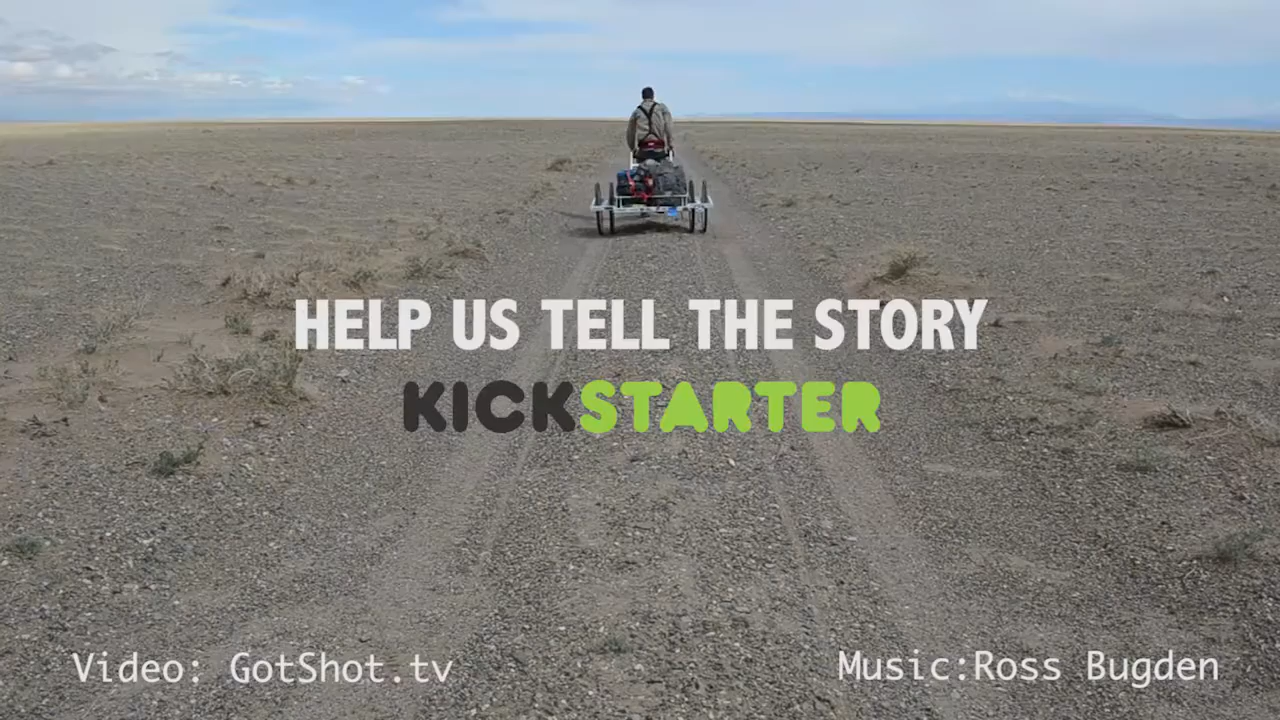 HELP US TELL THE STORY
KICKSTARTER
Video: GotShot.tv
Music:Ross Bugden